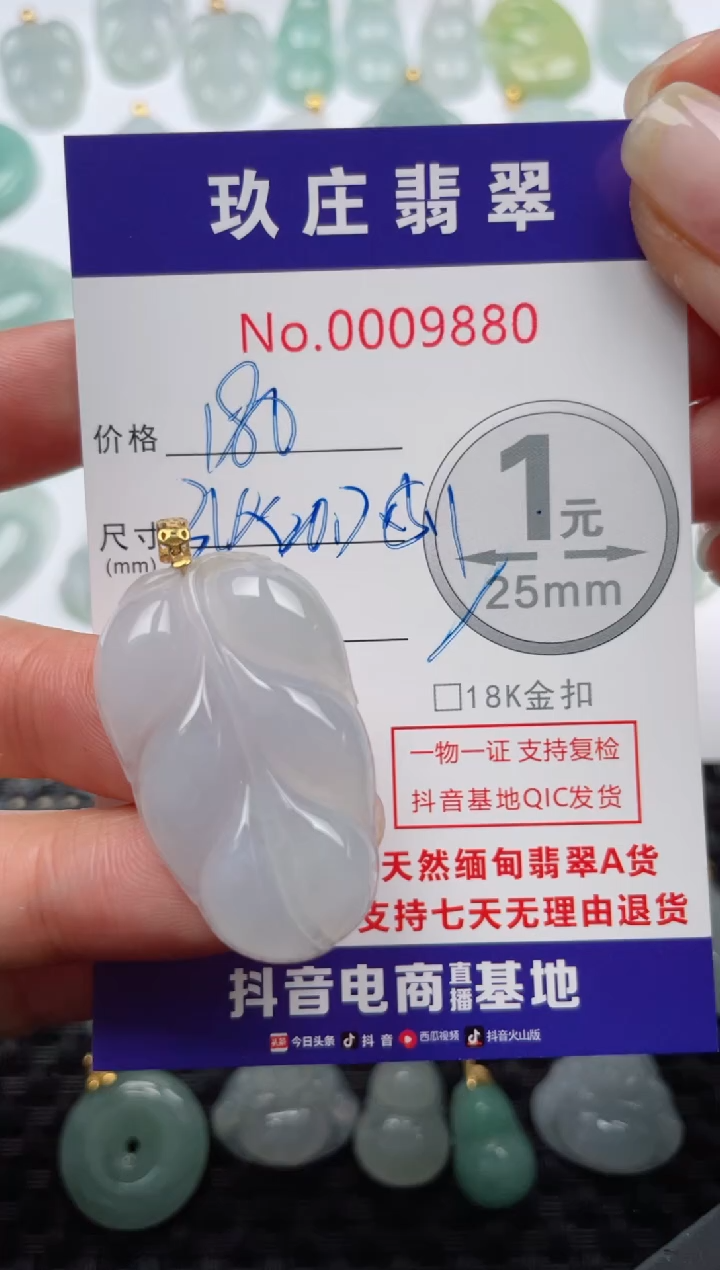 玖庄翡翠
No.0009880
价格 180
尺寸
(mm)
1元
25mm
□18K金扣
一物一证 支持复检
抖音基地QIC发货
天然缅甸翡翠A货
支持七天无理由退货
抖音电商直播基地
头条 今日头条 抖音 西瓜视频 抖音火山版